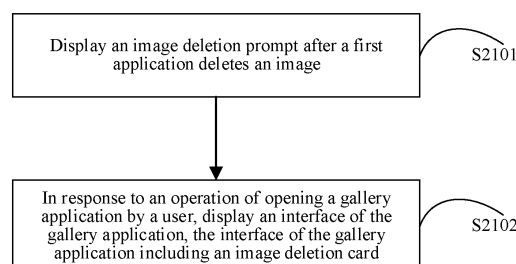 Display an image deletion prompt after a first
application deletes an image
S2101
In response to an operation of opening a gallery
application by a user, display an interface of the
gallery application, the interface of the gallery
application including an image deletion card
S2102